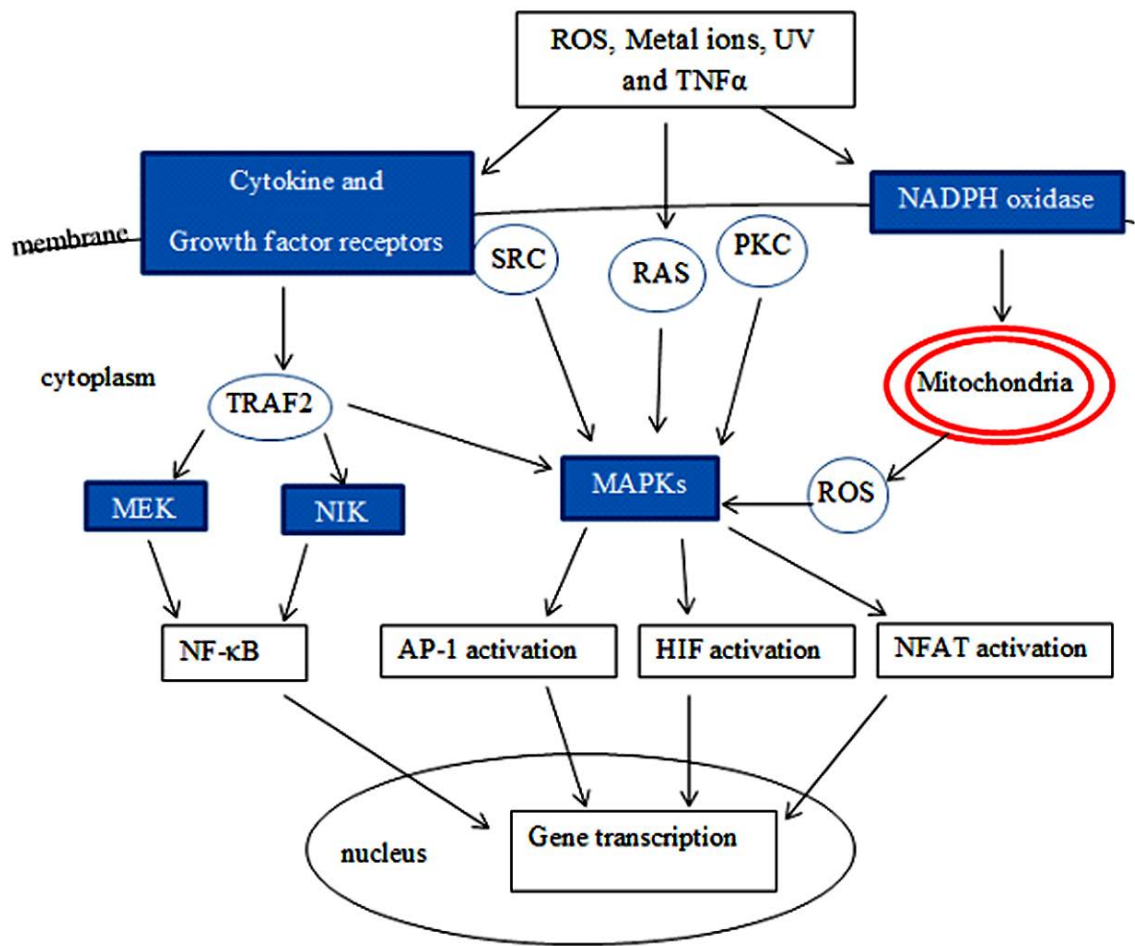 ROS, Metal ions, UV
and TNFα
Cytokine and
Growth factor receptors
NADPH oxidase
membrane
SRC
RAS
PKC
cytoplasm
TRAF2
Mitochondria
MEK
NIK
MAPKs
ROS
NF-κB
AP-1 activation
HIF activation
NFAT activation
nucleus
Gene transcription